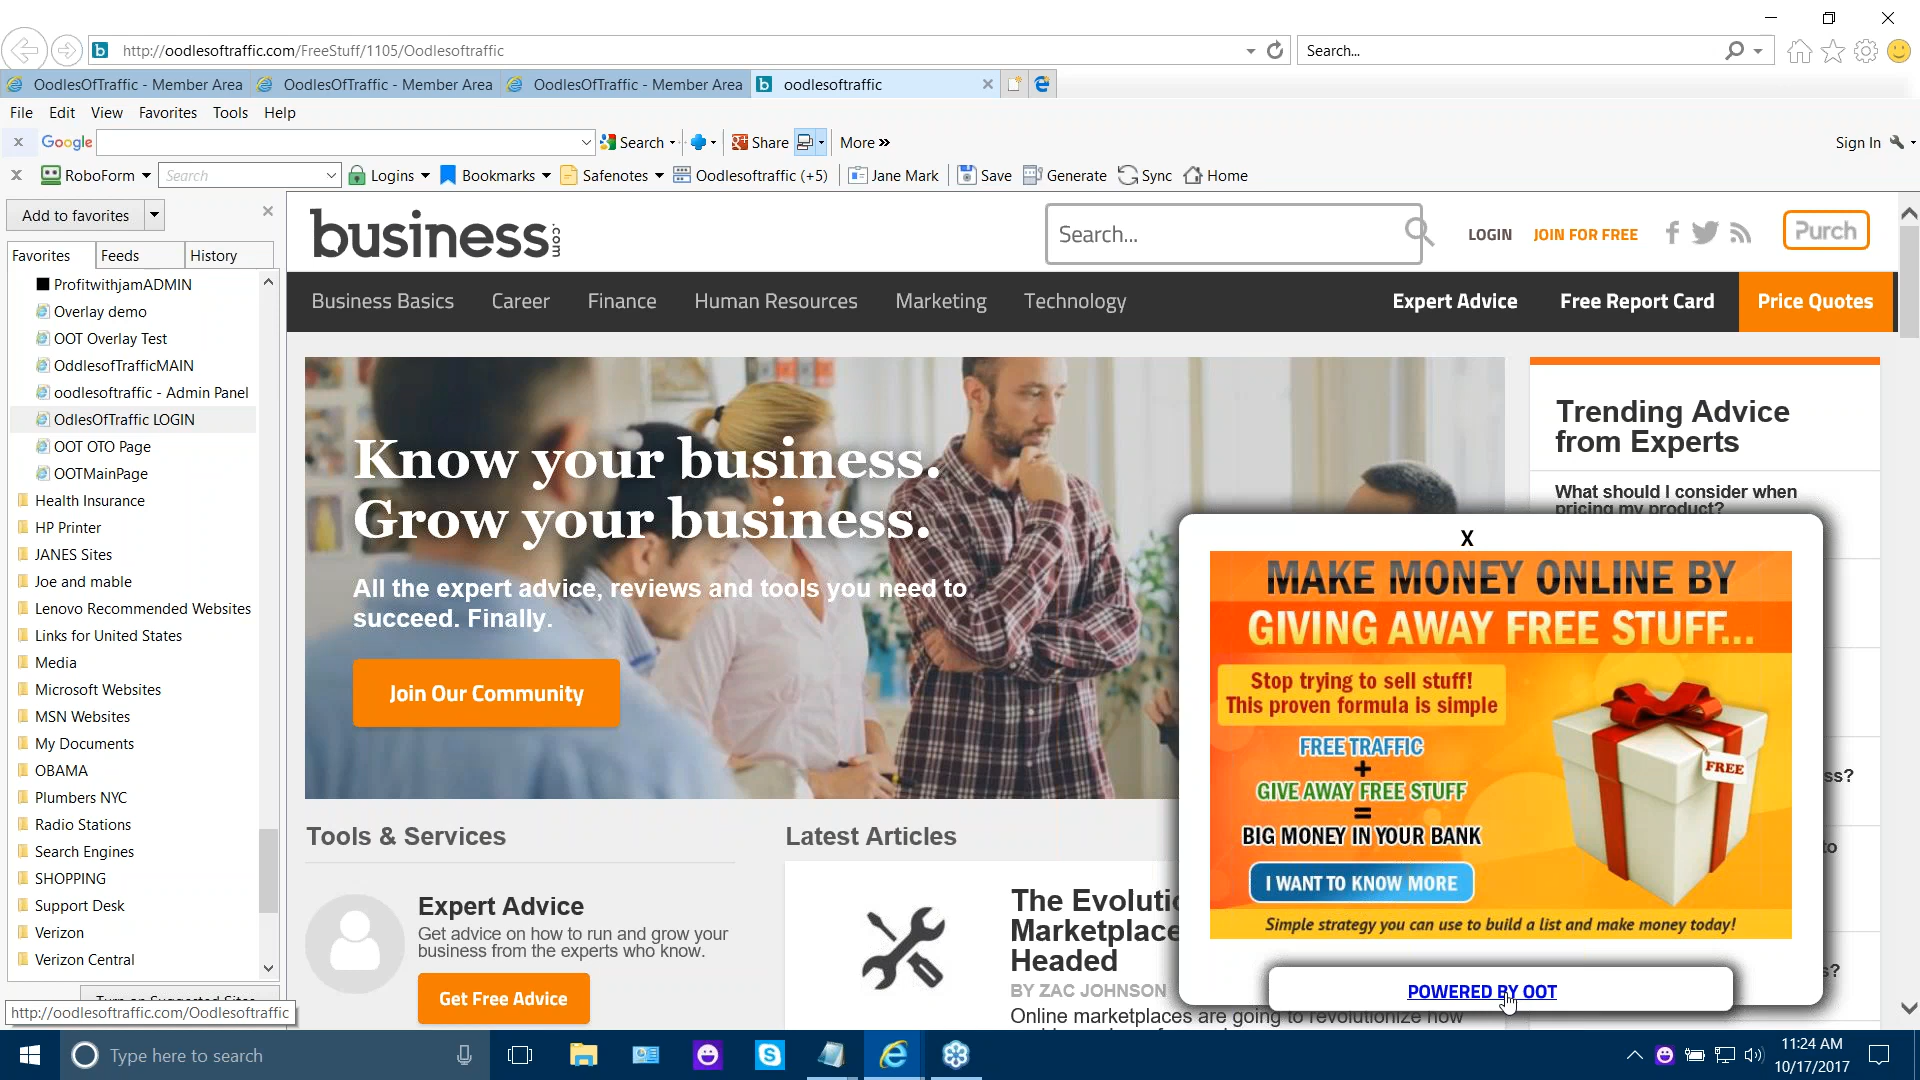 http://oodlesoftraffic.com/FreeStuff/1105/Oodlesoftraffic
Search...
OodlesOfTraffic - Member Area
OodlesOfTraffic - Member Area
OodlesOfTraffic - Member Area
oodlesoftraffic
File Edit View Favorites Tools Help
x Google Search Share More » Sign In
x RoboForm Search Logins Bookmarks Safenotes Oodlesoftraffic (+5) Jane Mark Save Generate Sync Home
Add to favorites
Favorites Feeds History
ProfitwithjamADMIN
Overlay demo
OOT Overlay Test
OddlesofTrafficMAIN
oodlesoftraffic - Admin Panel
OdlesOfTraffic LOGIN
OOT OTO Page
OOTMainPage
Health Insurance
HP Printer
JANES Sites
Joe and mable
Lenovo Recommended Websites
Links for United States
Media
Microsoft Websites
MSN Websites
My Documents
OBAMA
Plumbers NYC
Radio Stations
Search Engines
SHOPPING
Support Desk
Verizon
Verizon Central
http://oodlesoftraffic.com/Oodlesoftraffic
business.com
Search...
LOGIN JOIN FOR FREE
Purch
Business Basics Career Finance Human Resources Marketing Technology
Expert Advice Free Report Card Price Quotes
Know your business.
Grow your business.
All the expert advice, reviews and tools you need to
succeed. Finally.
Join Our Community
Trending Advice
from Experts
What should I consider when
pricing my product?
Tools & Services
Expert Advice
Get advice on how to run and grow your
business from the experts who know.
Get Free Advice
Latest Articles
The Evoluti
Marketplace
Headed
BY ZAC JOHNSON
Online marketplaces are going to revolutionize how
X
MAKE MONEY ONLINE BY
GIVING AWAY FREE STUFF...
Stop trying to sell stuff!
This proven formula is simple
FREE TRAFFIC
+
GIVE AWAY FREE STUFF
=
BIG MONEY IN YOUR BANK
I WANT TO KNOW MORE
FREE
Simple strategy you can use to build a list and make money today!
POWERED BY OOT
ss?
to
s?
Type here to search
11:24 AM
10/17/2017